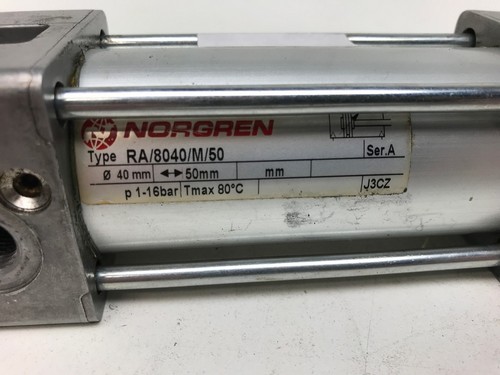 NORGREN
Type RA/8040/M/50 Ser.A
Ø 40 mm ↔ 50mm mm
p 1-16bar Tmax 80°C J3CZ